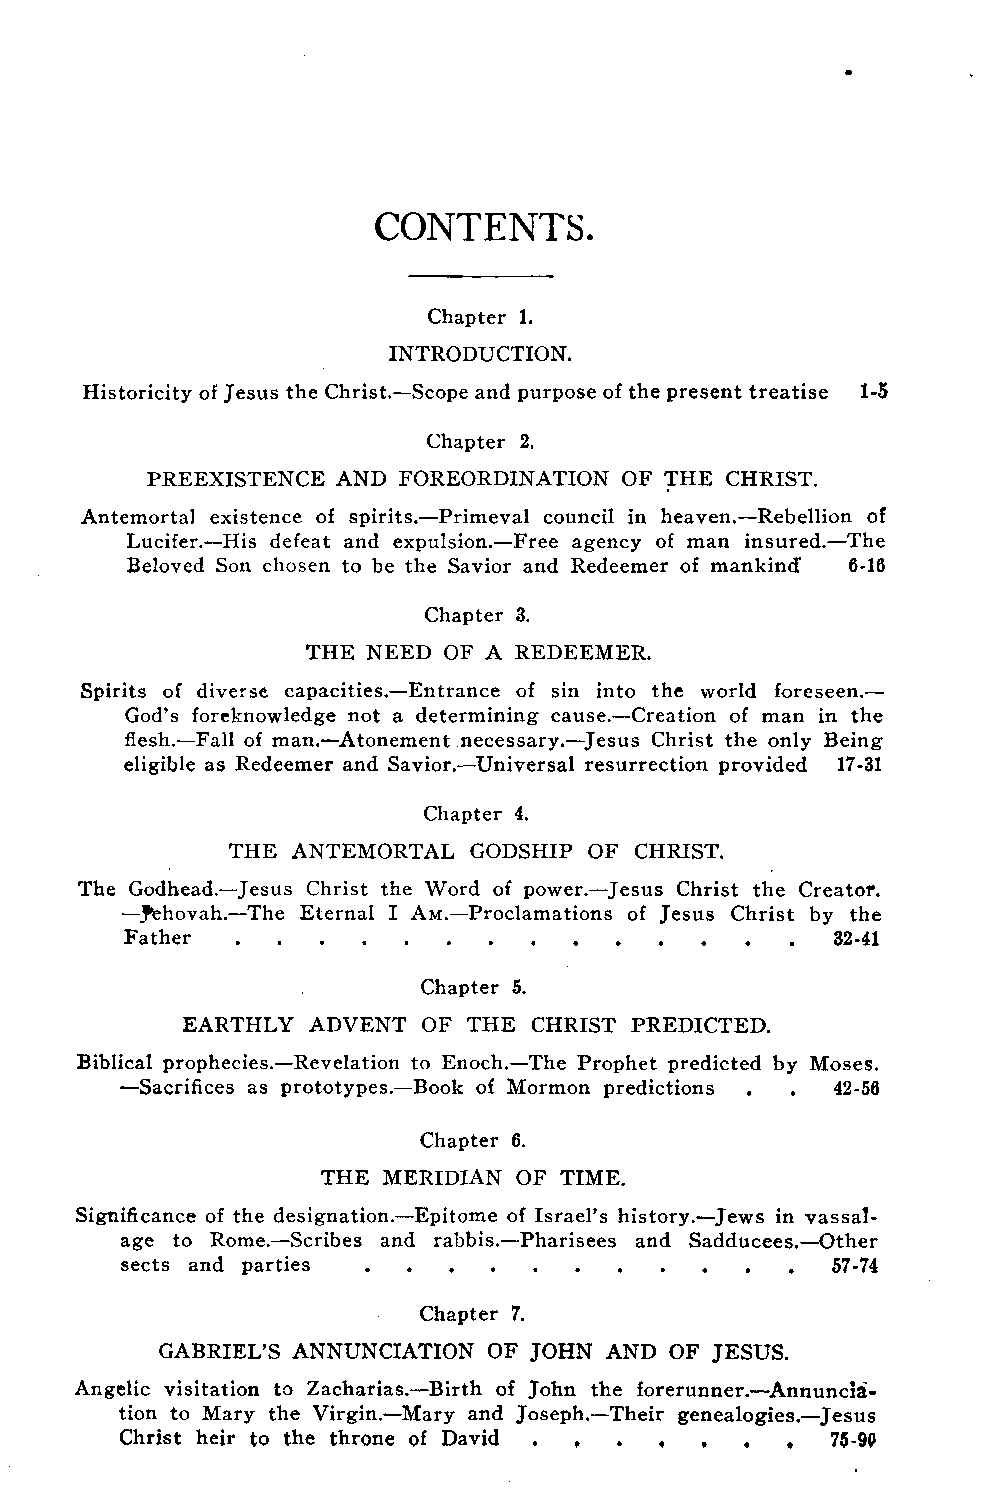 CONTENTS.
Chapter 1.
INTRODUCTION.
Historicity of Jesus the Christ.—Scope and purpose of the present treatise 1-5
Chapter 2.
PREEXISTENCE AND FOREORDINATION OF THE CHRIST.
Antemortal existence of spirits.—Primeval council in heaven.—Rebellion of
Lucifer.—His defeat and expulsion.—Free agency of man insured.—The
Beloved Son chosen to be the Savior and Redeemer of mankind 6-16
Chapter 3.
THE NEED OF A REDEEMER.
Spirits of diverse capacities.—Entrance of sin into the world foreseen.—
God's foreknowledge not a determining cause.—Creation of man in the
flesh.—Fall of man.—Atonement necessary.—Jesus Christ the only Being
eligible as Redeemer and Savior.—Universal resurrection provided 17-31
Chapter 4.
THE ANTEMORTAL GODSHIP OF CHRIST.
The Godhead.—Jesus Christ the Word of power.—Jesus Christ the Creator.
—Jehovah.—The Eternal I AM.—Proclamations of Jesus Christ by the
Father . . . . . . . . . . . . . . 32-41
Chapter 5.
EARTHLY ADVENT OF THE CHRIST PREDICTED.
Biblical prophecies.—Revelation to Enoch.—The Prophet predicted by Moses.
—Sacrifices as prototypes.—Book of Mormon predictions . . 42-56
Chapter 6.
THE MERIDIAN OF TIME.
Significance of the designation.—Epitome of Israel's history.—Jews in vassal-
age to Rome.—Scribes and rabbis.—Pharisees and Sadducees.—Other
sects and parties . . . . . . . . . . . 57-74
Chapter 7.
GABRIEL'S ANNUNCIATION OF JOHN AND OF JESUS.
Angelic visitation to Zacharias.—Birth of John the forerunner.—Annuncia-
tion to Mary the Virgin.—Mary and Joseph.—Their genealogies.—Jesus
Christ heir to the throne of David . . . . . . . 75-90